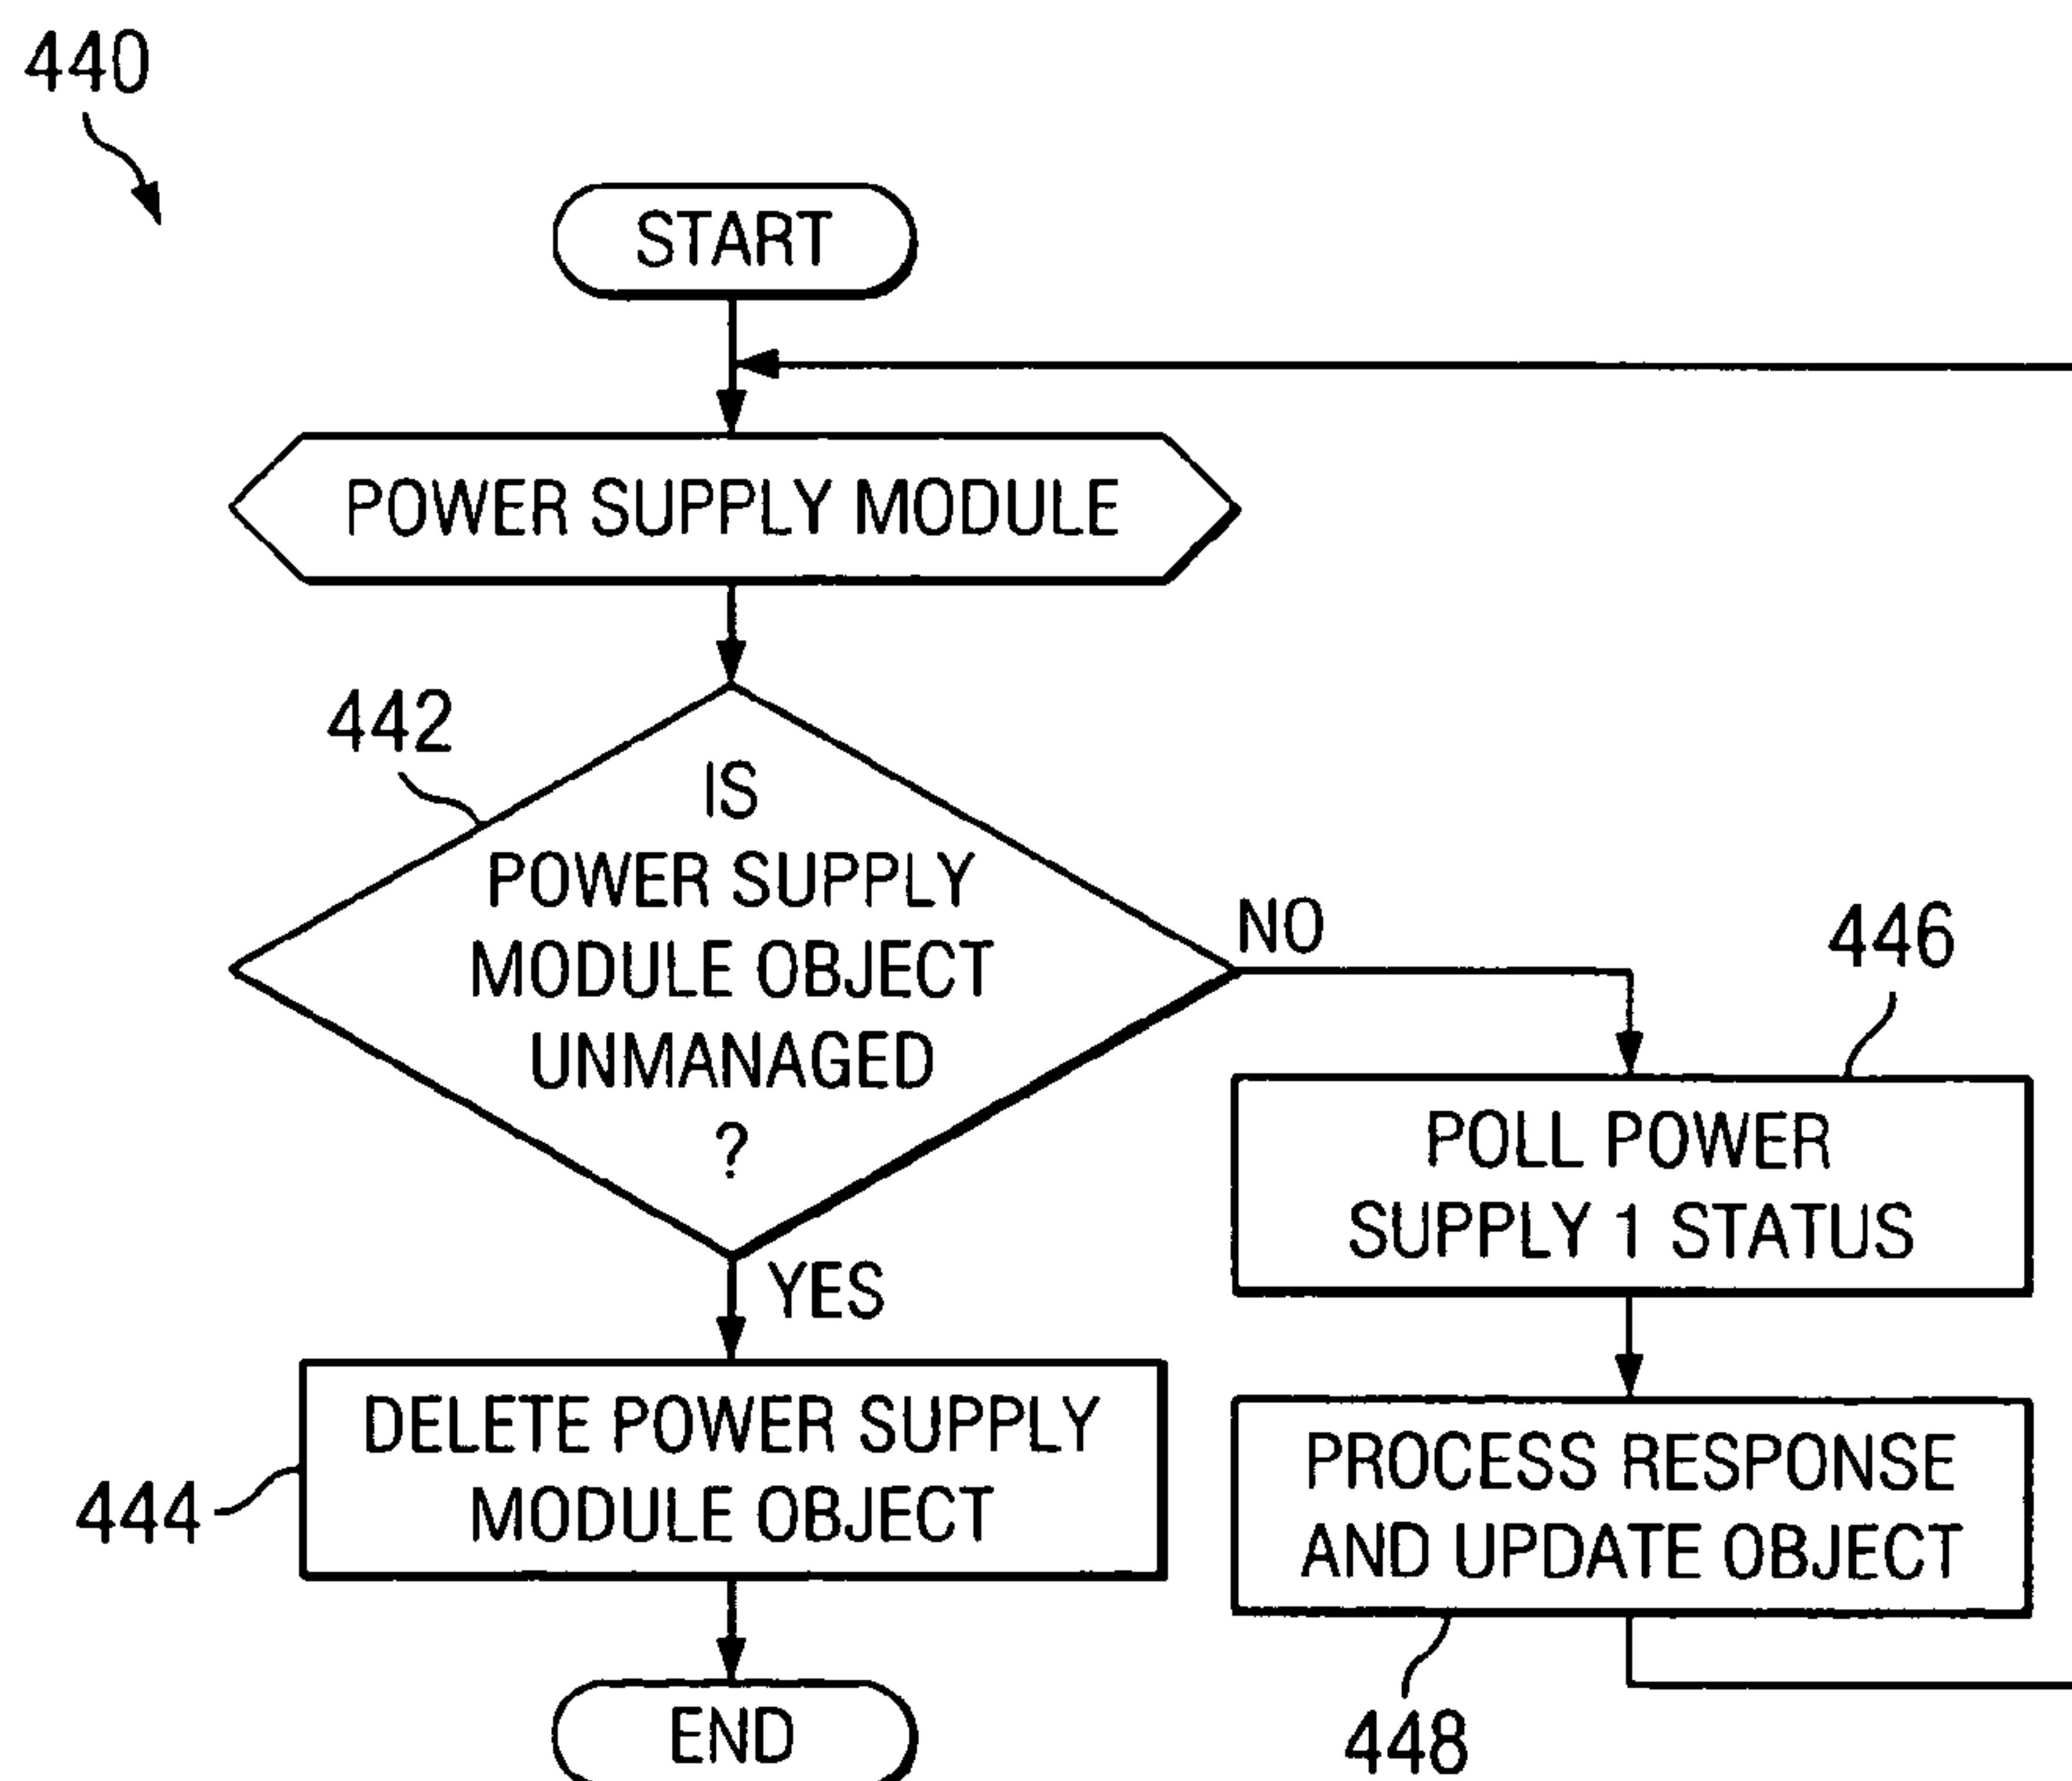 440
START
POWER SUPPLY MODULE
442
IS
POWER SUPPLY
MODULE OBJECT
UNMANAGED
?
NO
YES
446
POLL POWER
SUPPLY 1 STATUS
444
DELETE POWER SUPPLY
MODULE OBJECT
PROCESS RESPONSE
AND UPDATE OBJECT
448
END